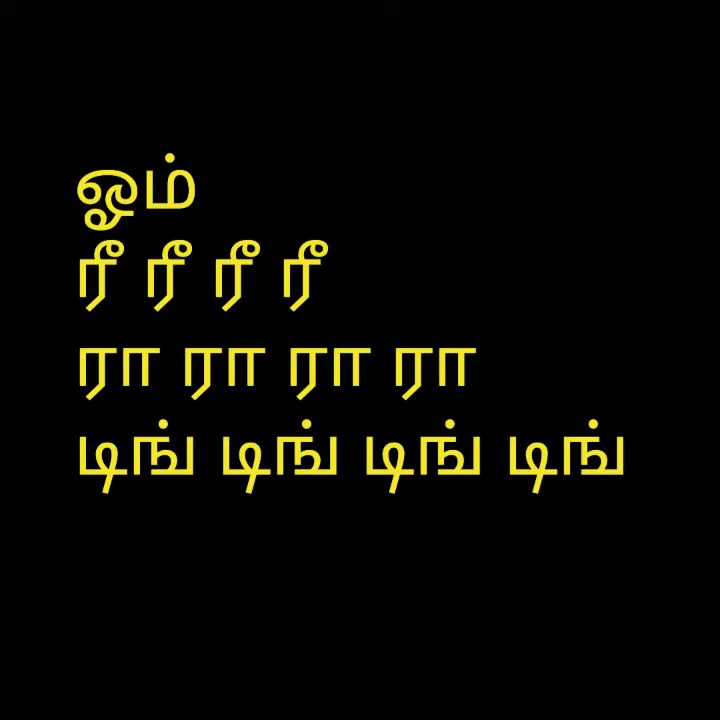 ஓம்
ரீ ரீ ரீ ரீ
ரா ரா ரா ரா
டிங் டிங் டிங் டிங்